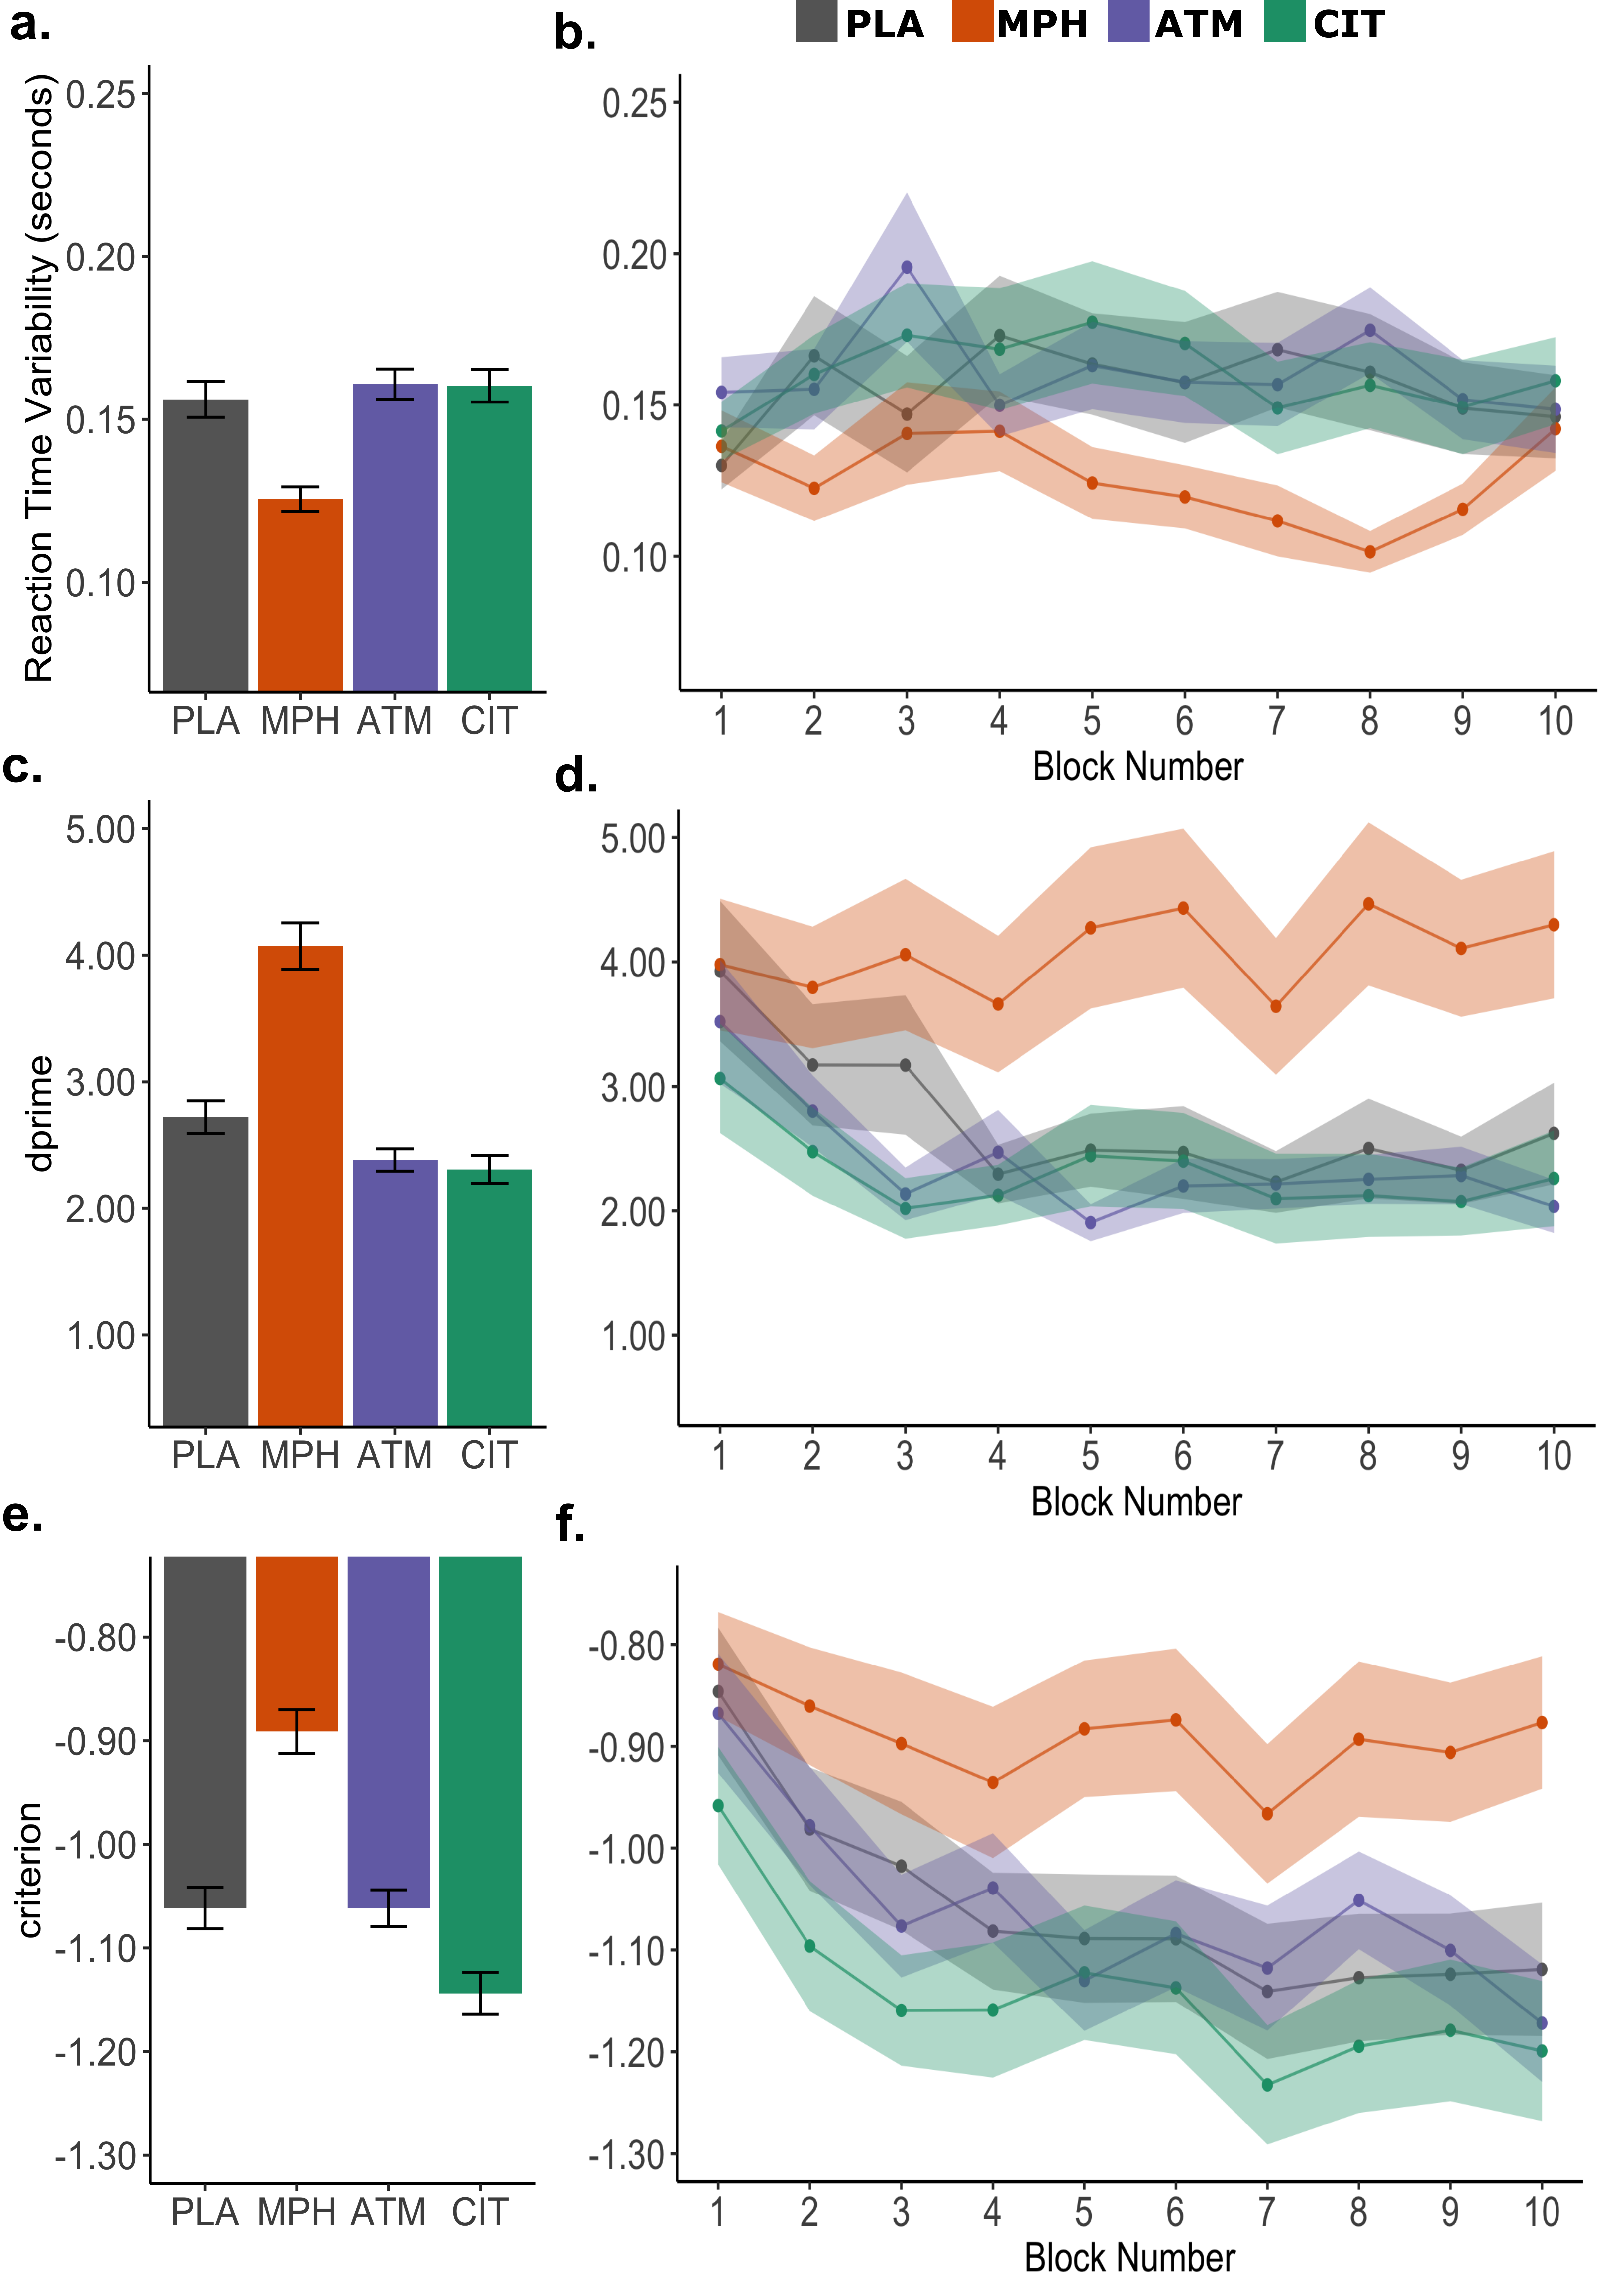 a.
b.
PLA MPH ATM CIT
Reaction Time Variability (seconds)
0.25
0.20
0.15
0.10
PLA MPH ATM CIT
0.25
0.20
0.15
0.10
1 2 3 4 5 6 7 8 9 10
Block Number
c.
d.
dprime
5.00
4.00
3.00
2.00
1.00
PLA MPH ATM CIT
5.00
4.00
3.00
2.00
1.00
1 2 3 4 5 6 7 8 9 10
Block Number
e.
f.
criterion
-0.80
-0.90
-1.00
-1.10
-1.20
-1.30
PLA MPH ATM CIT
-0.80
-0.90
-1.00
-1.10
-1.20
-1.30
1 2 3 4 5 6 7 8 9 10
Block Number